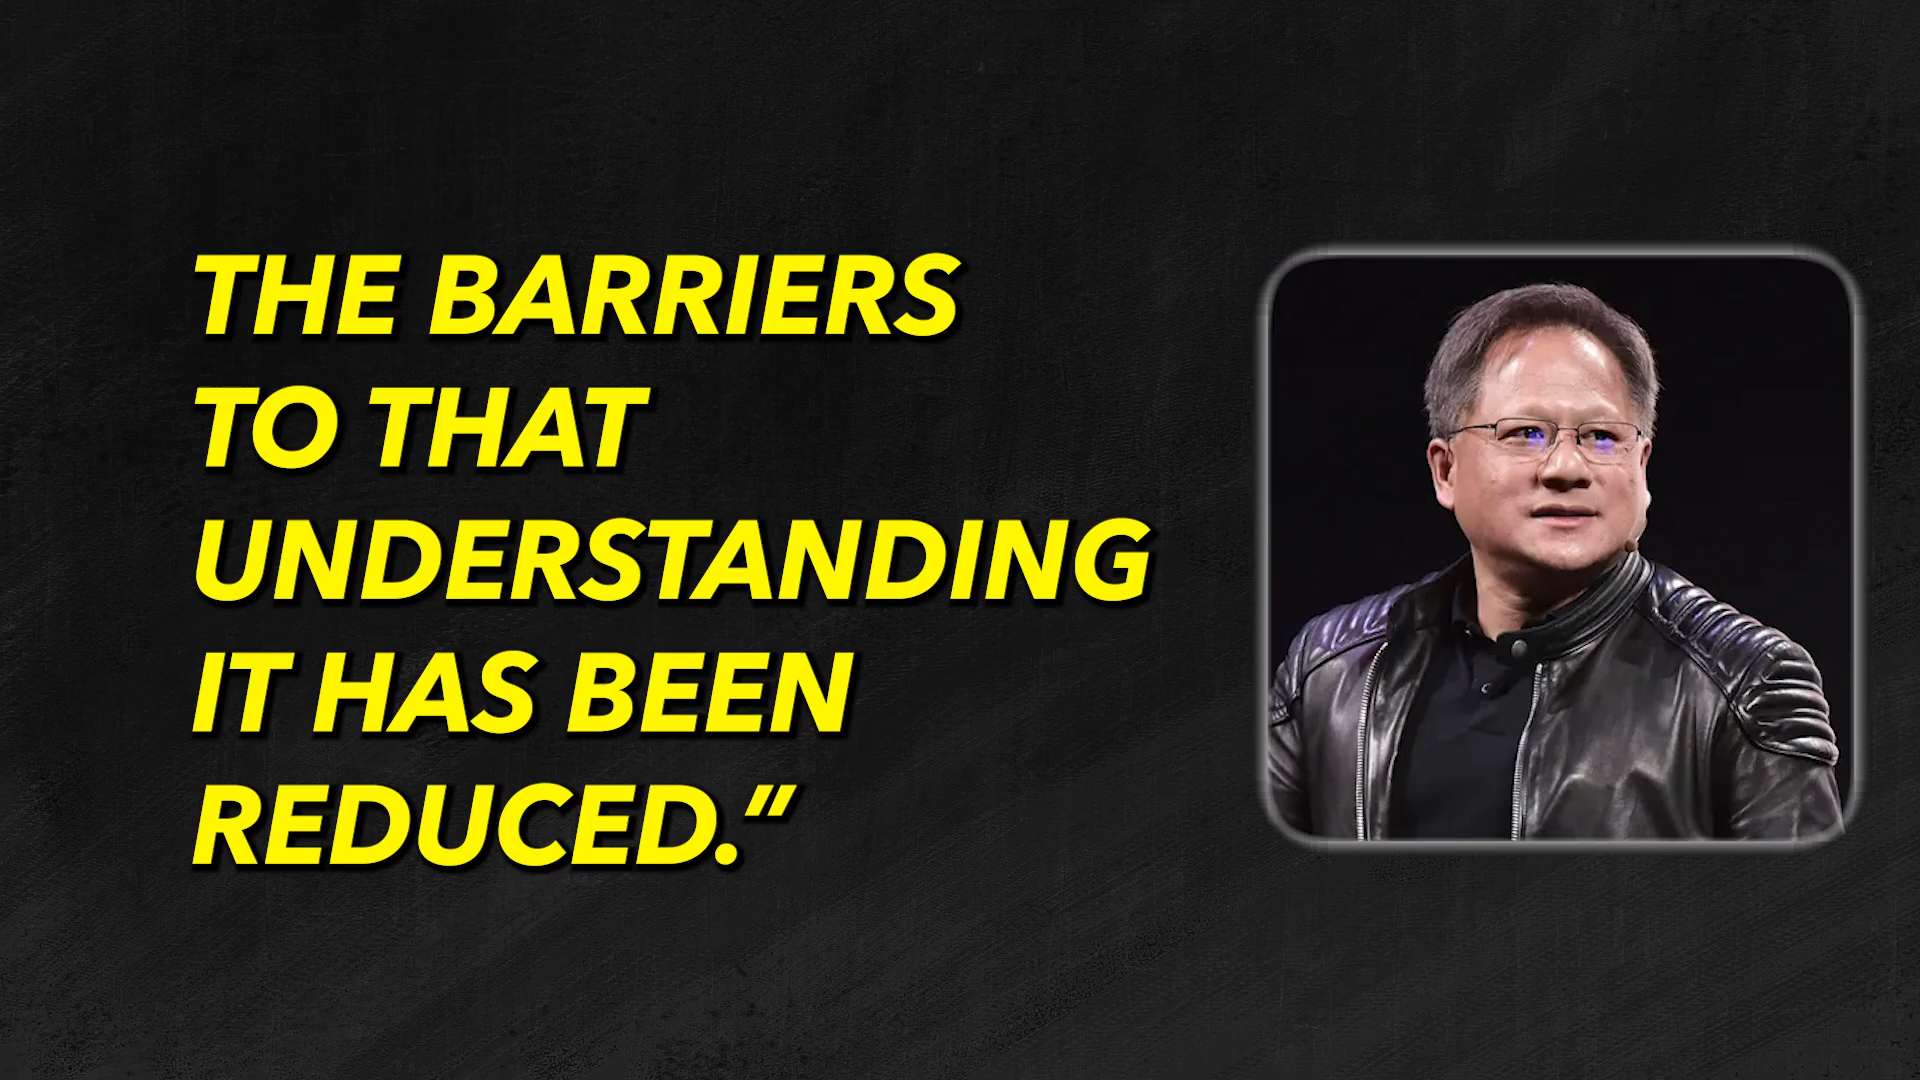 THE BARRIERS
TO THAT
UNDERSTANDING
IT HAS BEEN
REDUCED.”